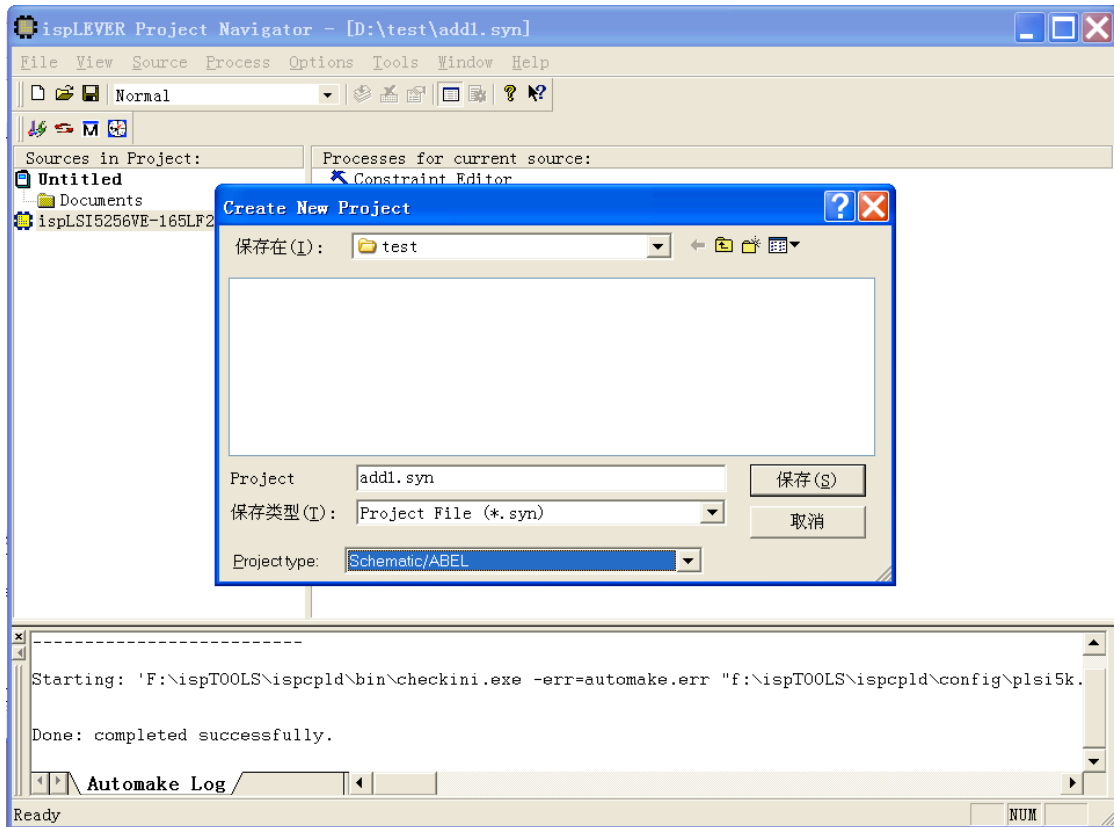 ispLEVER Project Navigator - [D:\test\add1.syn]
File View Source Process Options Tools Window Help
Normal
Sources in Project:
Processes for current source:
Untitled
Constraint Editor
Documents
ispLSI5256VE-165LF2
Create New Project
保存在(I):
test
Project
add1.syn
保存(S)
保存类型(T):
Project File (*.syn)
取消
Project type:
Schematic/ABEL
--------------------------
Starting: 'F:\ispTOOLS\ispcpld\bin\checkini.exe -err=automake.err "f:\ispTOOLS\ispcpld\config\plsi5k.
Done: completed successfully.
Automake Log
Ready
NUM